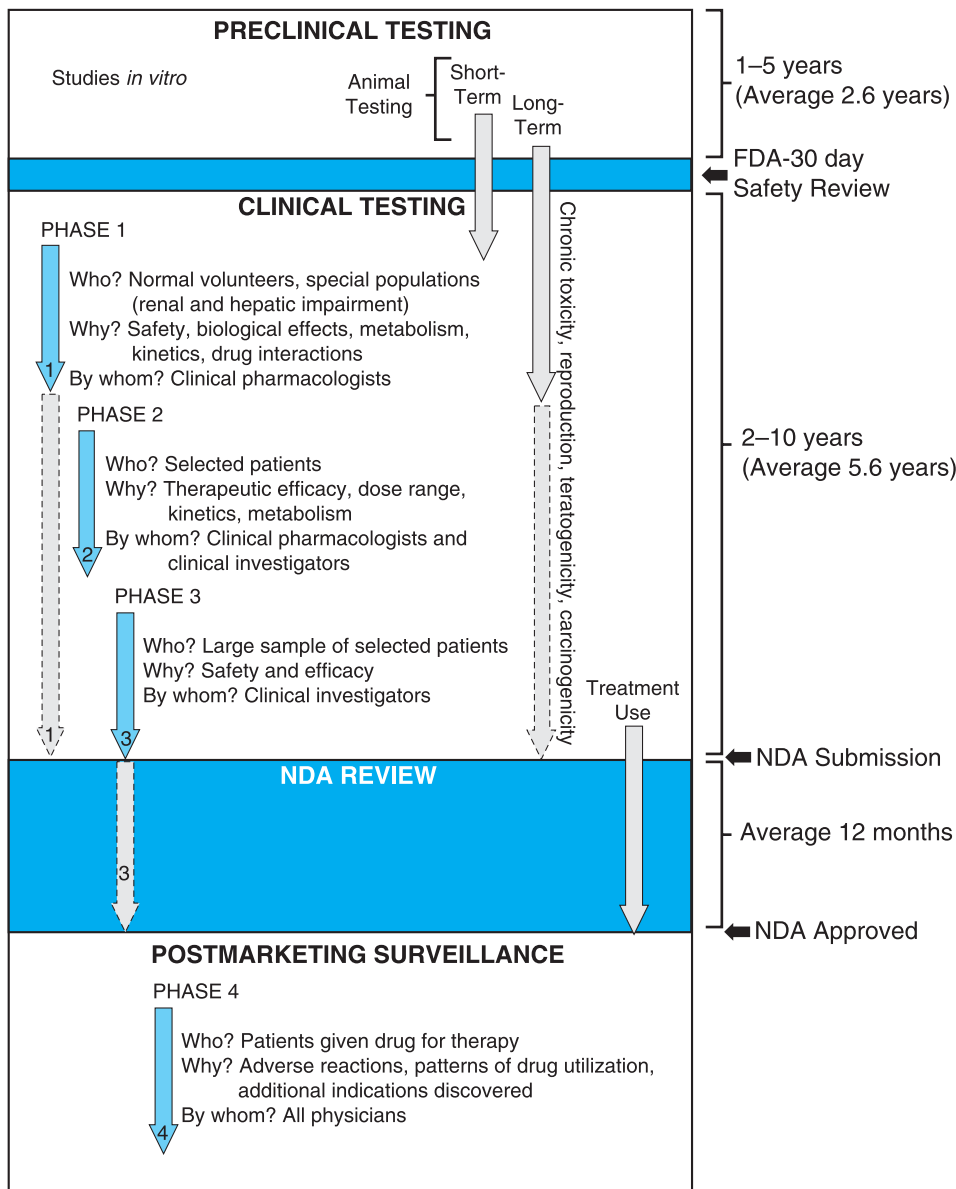 PRECLINICAL TESTING
Studies in vitro
Animal
Testing
Short-
Term
Long-
Term
1–5 years
(Average 2.6 years)
FDA-30 day
Safety Review
CLINICAL TESTING
PHASE 1
Who? Normal volunteers, special populations
(renal and hepatic impairment)
Why? Safety, biological effects, metabolism,
kinetics, drug interactions
By whom? Clinical pharmacologists
1
Chronic toxicity, reproduction, teratogenicity, carcinogenicity
2–10 years
(Average 5.6 years)
PHASE 2
Who? Selected patients
Why? Therapeutic efficacy, dose range,
kinetics, metabolism
By whom? Clinical pharmacologists and
clinical investigators
2
PHASE 3
Who? Large sample of selected patients
Why? Safety and efficacy
By whom? Clinical investigators
1
3
Treatment
Use
NDA Submission
NDA REVIEW
Average 12 months
3
NDA Approved
POSTMARKETING SURVEILLANCE
PHASE 4
Who? Patients given drug for therapy
Why? Adverse reactions, patterns of drug utilization,
additional indications discovered
By whom? All physicians
4